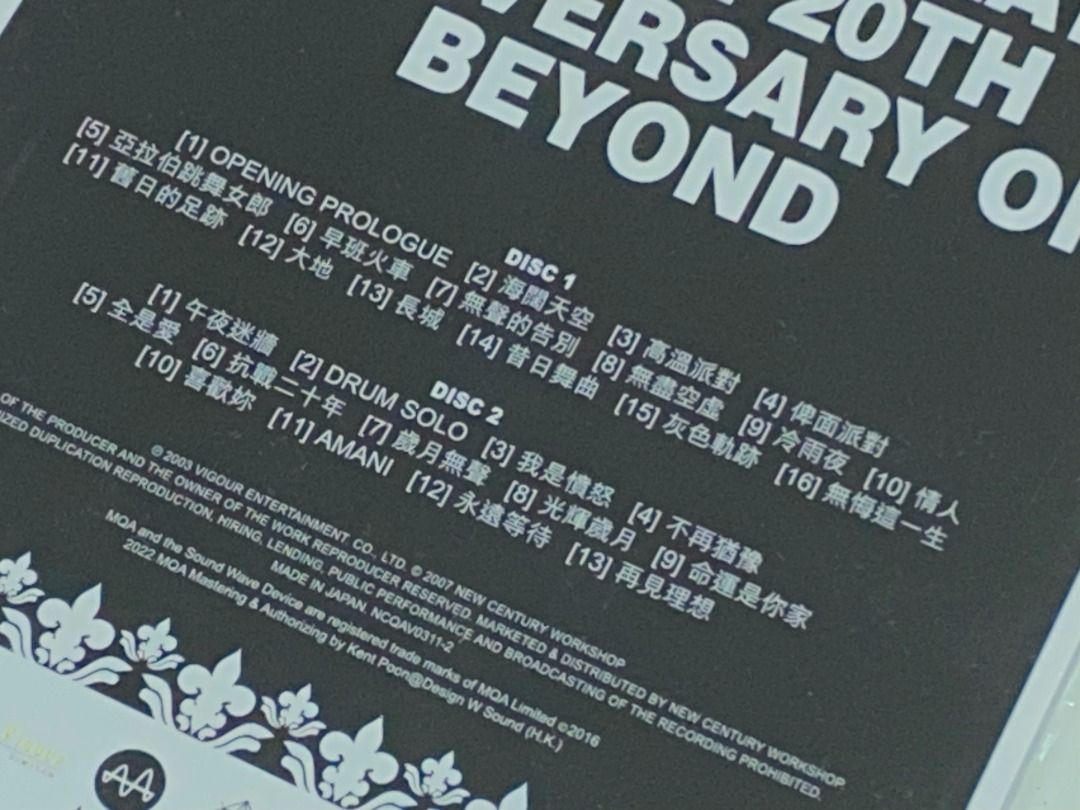 20TH
VERSARY O
BEYOND
DISC 1
[1] OPENING PROLOGUE [2] 海闊天空 [3] 高溫派對 [4] 俾面派對
[5] 亞拉伯跳舞女郎 [6] 早班火車 [7] 無聲的告別 [8] 無盡空虛 [9] 冷雨夜 [10] 情人
[11] 舊日的足跡 [12] 大地 [13] 長城 [14] 昔日舞曲 [15] 灰色軌跡 [16] 無悔這一生
DISC 2
[1] 午夜迷牆 [2] DRUM SOLO [3] 我是憤怒 [4] 不再猶豫
[5] 全是愛 [6] 抗戰二十年 [7] 歲月無聲 [8] 光輝歲月 [9] 命運是你家
[10] 喜歡妳 [11] AMANI [12] 永遠等待 [13] 再見理想
℗ 2003 VIGOUR ENTERTAINMENT CO., LTD. © 2007 NEW CENTURY WORKSHOP
OF THE PRODUCER AND THE OWNER OF THE WORK REPRODUCER RESERVED. MARKETED & DISTRIBUTED BY NEW CENTURY WORKSHOP
IZED DUPLICATION REPRODUCTION, HIRING, LENDING, PUBLIC PERFORMANCE AND BROADCASTING OF THE RECORDING PROHIBITED.
MADE IN JAPAN. NCQAV0311-2
MQA and the Sound Wave Device are registered trade marks of MQA Limited ©2016
2022 MQA Mastering & Authorizing by Kent Poon@Design W Sound (H.K.)